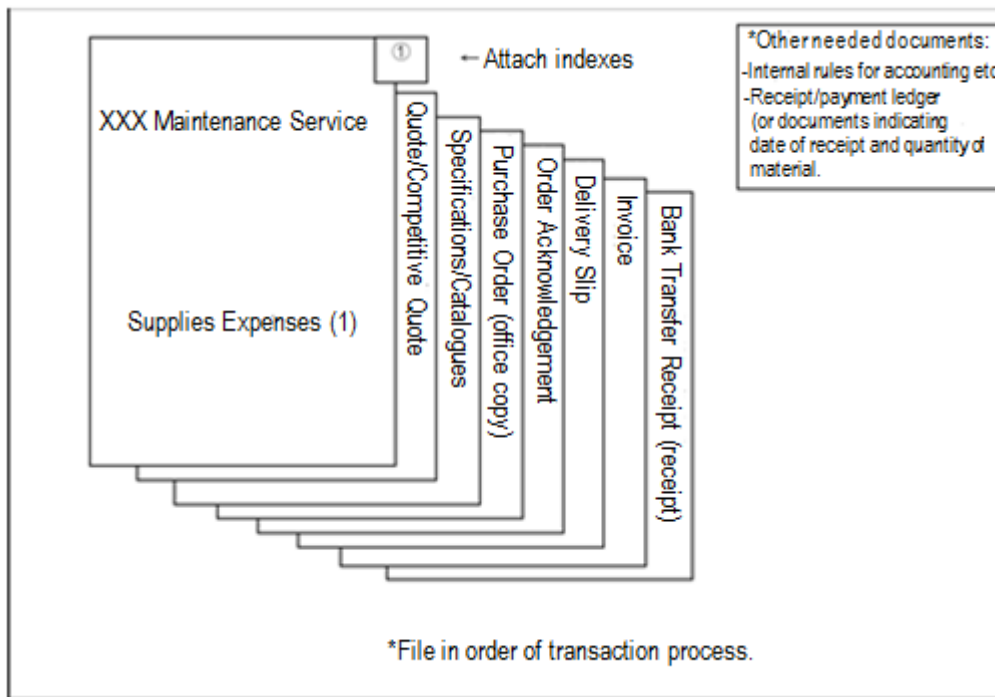 ①
← Attach indexes
XXX Maintenance Service
Supplies Expenses (1)
Quote/Competitive Quote
Specifications/Catalogues
Purchase Order (office copy)
Order Acknowledgement
Delivery Slip
Invoice
Bank Transfer Receipt (receipt)
*Other needed documents:
-Internal rules for accounting etc
-Receipt/payment ledger
(or documents indicating
date of receipt and quantity of
material.
*File in order of transaction process.